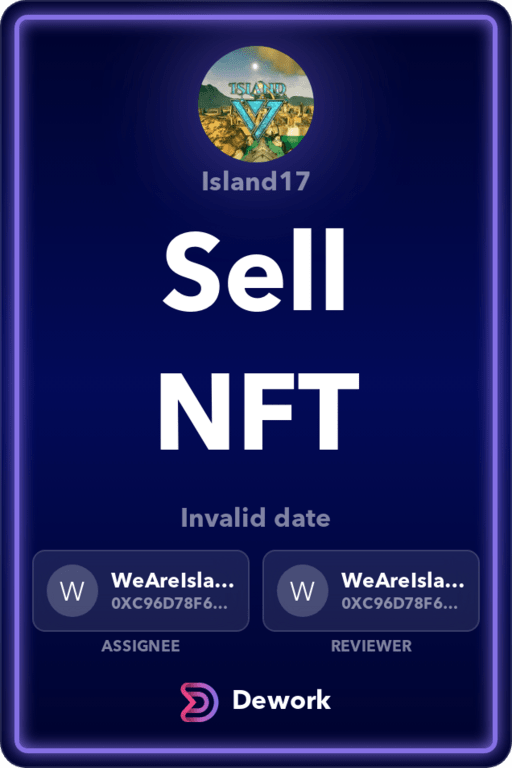 ISLAND
Island17
Sell
NFT
Invalid date
W WeAreIsla... W WeAreIsla...
0XC96D78F6... 0XC96D78F6...
ASSIGNEE REVIEWER
Dework